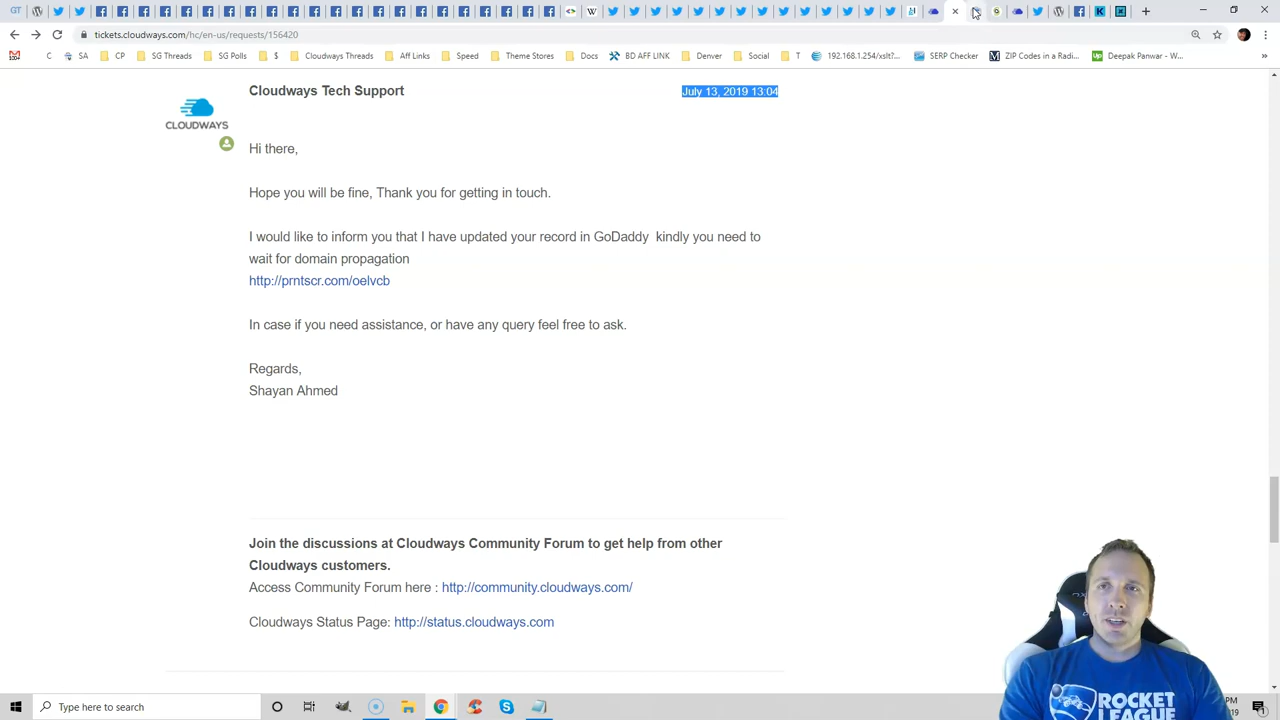 tickets.cloudways.com/hc/en-us/requests/156420
C SA CP SG Threads SG Polls $ Cloudways Threads Aff Links Speed Theme Stores Docs BD AFF LINK Denver Social T 192.168.1.254/xslt?... SERP Checker ZIP Codes in a Radi... Up Deepak Panwar - W... »
Cloudways Tech Support July 13, 2019 13:04
CLOUDWAYS
Hi there,
Hope you will be fine, Thank you for getting in touch.
I would like to inform you that I have updated your record in GoDaddy kindly you need to
wait for domain propagation
http://prntscr.com/oelvcb
In case if you need assistance, or have any query feel free to ask.
Regards,
Shayan Ahmed
Join the discussions at Cloudways Community Forum to get help from other
Cloudways customers.
Access Community Forum here : http://community.cloudways.com/
Cloudways Status Page: http://status.cloudways.com
ROCKET
LEAGUE
Type here to search